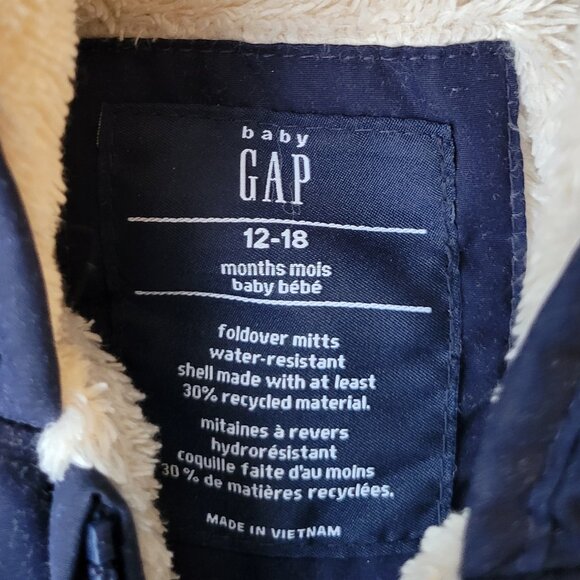 baby
GAP
12-18
months mois
baby bébé
foldover mitts
water-resistant
shell made with at least
30% recycled material.
mitaines à revers
hydrorésistant
coquille faite d'au moins
30 % de matières recyclées.
MADE IN VIETNAM